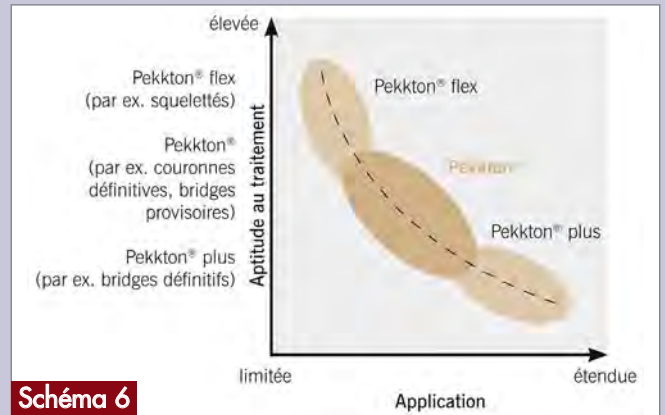 élevée
Pekkton® flex
(par ex. squelettés)
Pekkton®
(par ex. couronnes
définitives, bridges
provisoires)
Pekkton® plus
(par ex. bridges définitifs)
Aptitude au traitement
Pekkton® flex
Pekkton®
Pekkton® plus
limitée
étendue
Application
Schéma 6